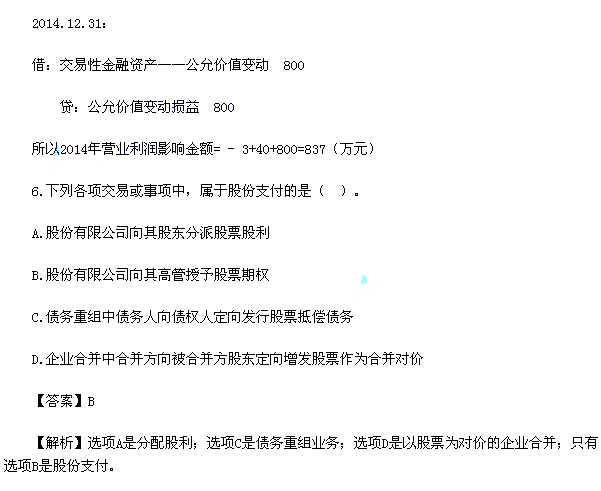 2014.12.31:
借：交易性金融资产——公允价值变动 800
贷：公允价值变动损益 800
所以2014年营业利润影响金额= - 3+40+800=837（万元）
6.下列各项交易或事项中，属于股份支付的是（ ）。
A.股份有限公司向其股东分派股票股利
B.股份有限公司向其高管授予股票期权
C.债务重组中债务人向债权人定向发行股票抵偿债务
D.企业合并中合并方向被合并方股东定向增发股票作为合并对价
【答案】B
【解析】选项A是分配股利；选项C是债务重组业务；选项D是以股票为对价的企业合并；只有
选项B是股份支付。